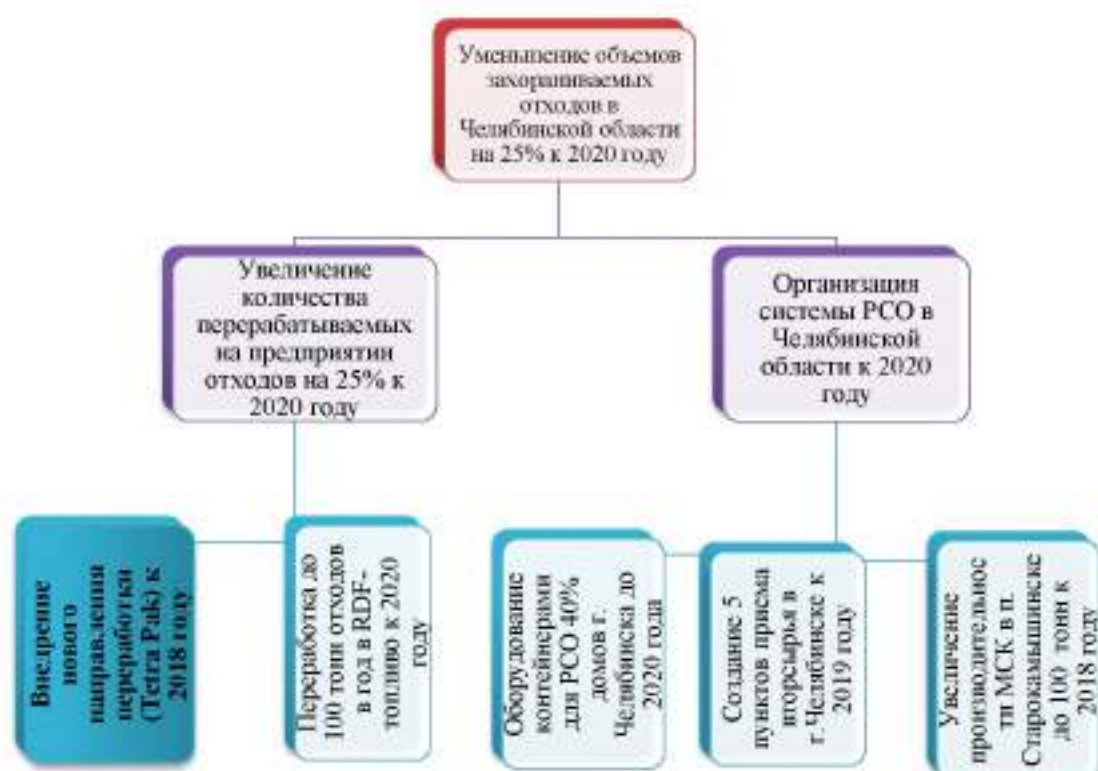 Уменьшение объемов
захораниваемых
отходов в
Челябинской области
на 25% к 2020 году
Увеличение
количества
перерабатываемых
на предприятии
отходов на 25% к
2020 году
Организация
системы РСО в
Челябинской
области к 2020
году
Внедрение
нового
направления
переработки
(Tetra Pak) к
2018 году
Переработка до
100 тонн отходов
в год в RDF-
топливо к 2020
году
Оборудование
контейнерами
для РСО 40%
домов г.
Челябинска до
2020 года
Создание 5
пунктов приема
вторсырья в
г. Челябинске к
2019 году
Увеличение
производительнос
ти МСК в п.
Старокамышинске
до 100 тонн к
2018 году